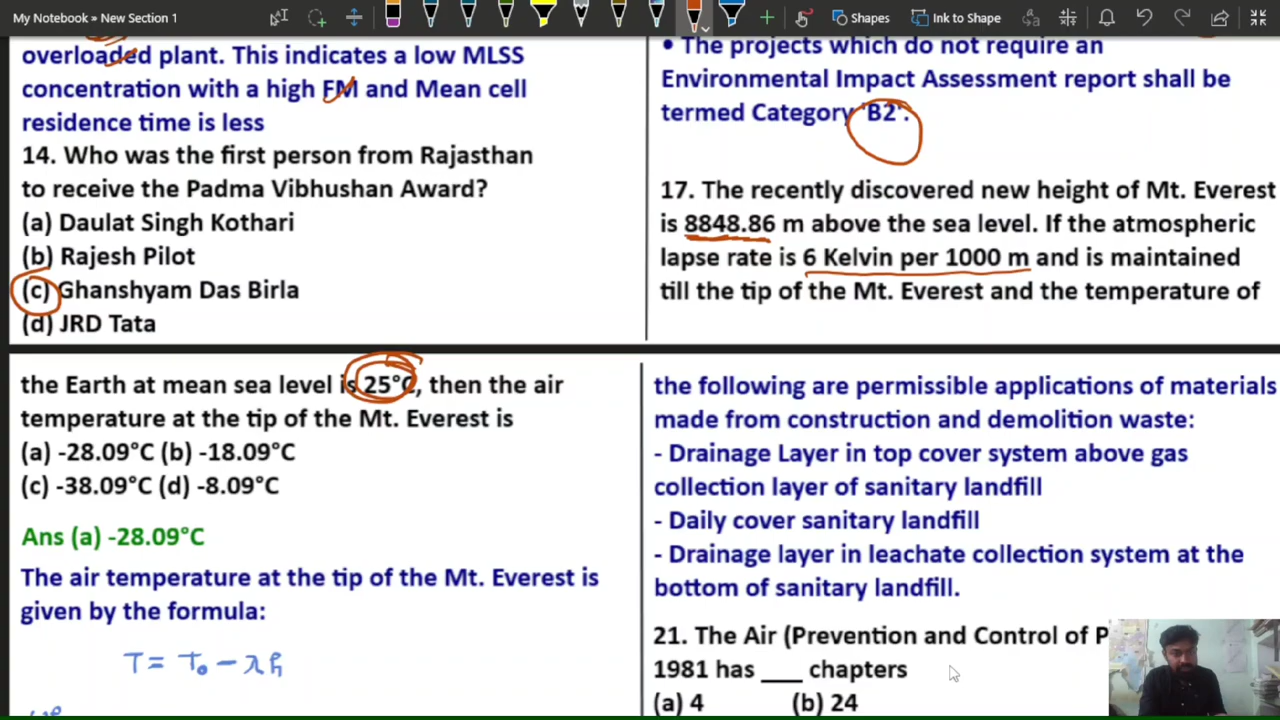 My Notebook » New Section 1
Shapes
Ink to Shape
overloaded plant. This indicates a low MLSS
concentration with a high FM and Mean cell
residence time is less
14. Who was the first person from Rajasthan
to receive the Padma Vibhushan Award?
(a) Daulat Singh Kothari
(b) Rajesh Pilot
(c) Ghanshyam Das Birla
(d) JRD Tata
• The projects which do not require an
Environmental Impact Assessment report shall be
termed Category 'B2'.
17. The recently discovered new height of Mt. Everest
is 8848.86 m above the sea level. If the atmospheric
lapse rate is 6 Kelvin per 1000 m and is maintained
till the tip of the Mt. Everest and the temperature of
the Earth at mean sea level is 25°C, then the air
temperature at the tip of the Mt. Everest is
(a) -28.09°C (b) -18.09°C
(c) -38.09°C (d) -8.09°C
Ans (a) -28.09°C
The air temperature at the tip of the Mt. Everest is
given by the formula:
T = T₀ - λh
the following are permissible applications of materials
made from construction and demolition waste:
- Drainage Layer in top cover system above gas
collection layer of sanitary landfill
- Daily cover sanitary landfill
- Drainage layer in leachate collection system at the
bottom of sanitary landfill.
21. The Air (Prevention and Control of P
1981 has ___ chapters
(a) 4 (b) 24